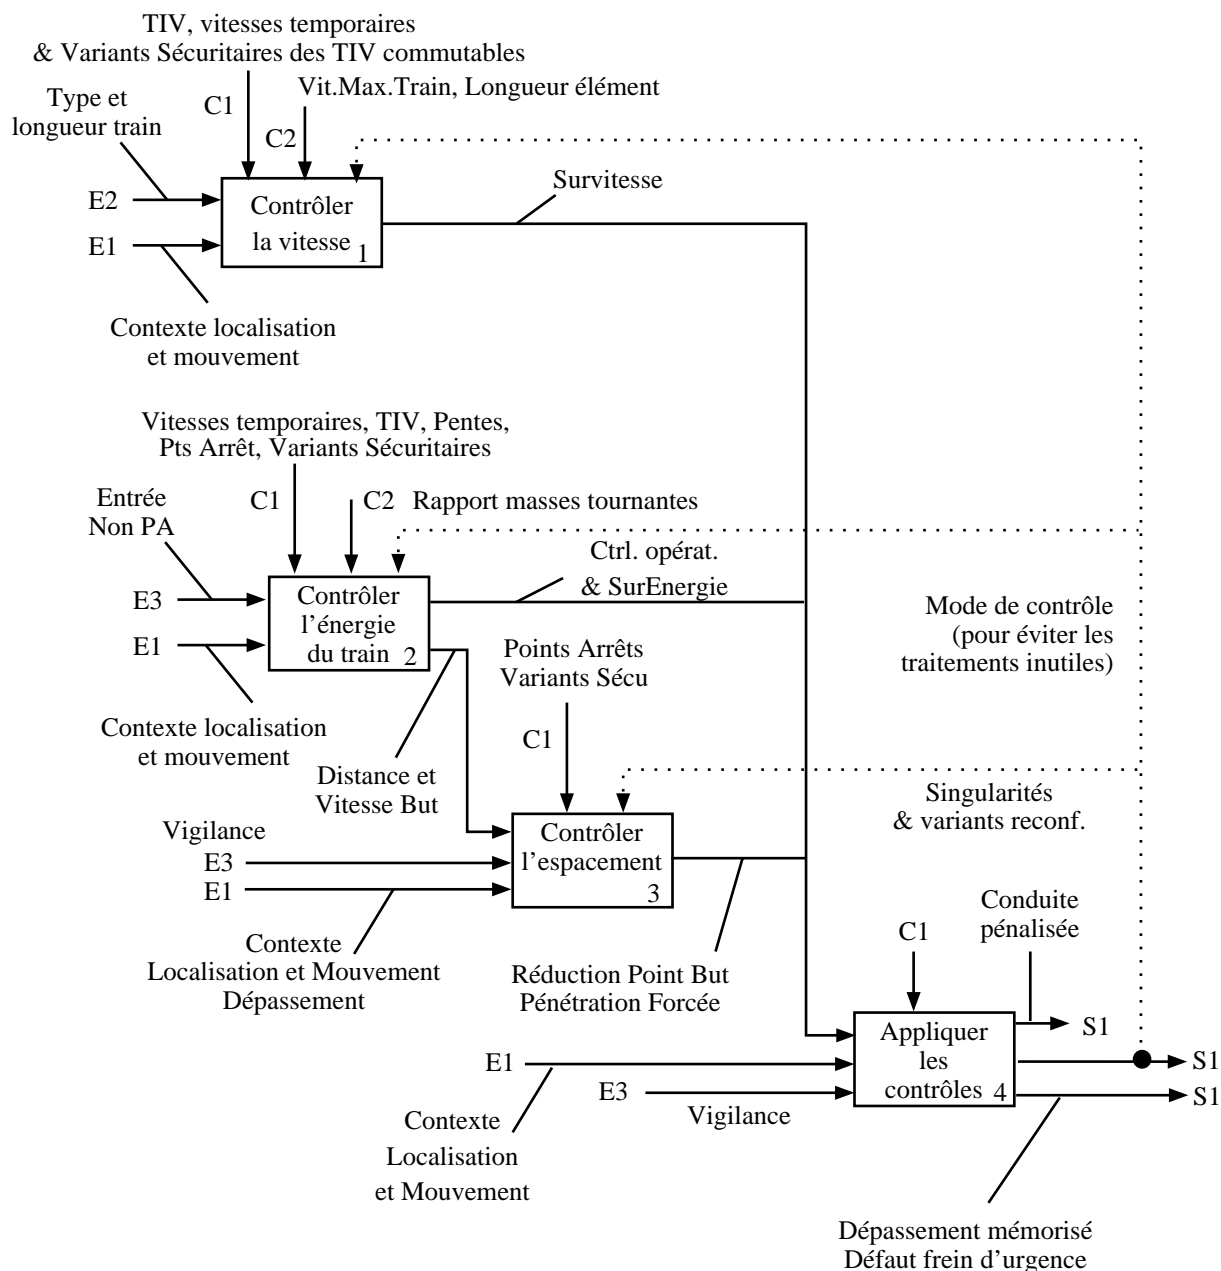 TIV, vitesses temporaires
& Variants Sécuritaires des TIV commutables
Vit.Max.Train, Longueur élément
Type et
longueur train
C1
C2
E2
E1
Contrôler
la vitesse
1
Survitesse
Contexte localisation
et mouvement
Vitesses temporaires, TIV, Pentes,
Pts Arrêt, Variants Sécuritaires
Entrée
Non PA
C1
C2
Rapport masses tournantes
E3
E1
Contrôler
l'énergie
du train
2
Ctrl. opérat.
& SurEnergie
Mode de contrôle
(pour éviter les
traitements inutiles)
Points Arrêts
Variants Sécu
C1
Contexte localisation
et mouvement
Distance et
Vitesse But
Vigilance
E3
E1
Contrôler
l'espacement
3
Singularités
& variants reconf.
Contexte
Localisation et Mouvement
Dépassement
Réduction Point But
Pénétration Forcée
C1
Conduite
pénalisée
Appliquer
les
contrôles
4
S1
S1
S1
E1
E3
Vigilance
Contexte
Localisation
et Mouvement
Dépassement mémorisé
Défaut frein d'urgence